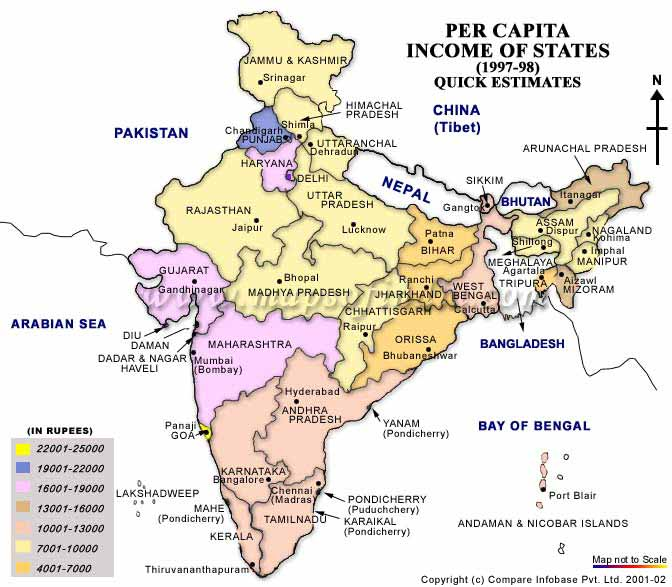 PER CAPITA
INCOME OF STATES
(1997-98)
QUICK ESTIMATES
N
JAMMU & KASHMIR
Srinagar
HIMACHAL
PRADESH
CHINA
(Tibet)
PAKISTAN
Shimla
Chandigarh
PUNJAB
UTTARANCHAL
Dehradun
ARUNACHAL PRADESH
HARYANA
DELHI
NEPAL
SIKKIM
Gangtok
BHUTAN
Itanagar
RAJASTHAN
Jaipur
UTTAR
PRADESH
Lucknow
ASSAM
Dispur
NAGALAND
Kohima
Patna
BIHAR
Shillong
Imphal
MEGHALAYA
MANIPUR
Agartala
TRIPURA
Aizawl
MIZORAM
GUJARAT
Gandhinagar
Bhopal
MADHYA PRADESH
Ranchi
JHARKHAND
WEST
BENGAL
Calcutta
CHHATTISGARH
Raipur
ARABIAN SEA
DIU
DAMAN
DADAR & NAGAR
HAVELI
MAHARASHTRA
Mumbai
(Bombay)
ORISSA
Bhubaneshwar
BANGLADESH
Hyderabad
ANDHRA
PRADESH
YANAM
(Pondicherry)
BAY OF BENGAL
Panaji
GOA
(IN RUPEES)
22001-25000
19001-22000
16001-19000
13001-16000
10001-13000
7001-10000
4001-7000
KARNATAKA
Bangalore
Chennai
(Madras)
PONDICHERRY
(Puduchchery)
KARAIKAL
(Pondicherry)
LAKSHADWEEP
MAHE
(Pondicherry)
TAMILNADU
KERALA
Thiruvananthapuram
Port Blair
ANDAMAN & NICOBAR ISLANDS
Map not to Scale
Copyright (c) Compare Infobase Pvt. Ltd. 2001-02